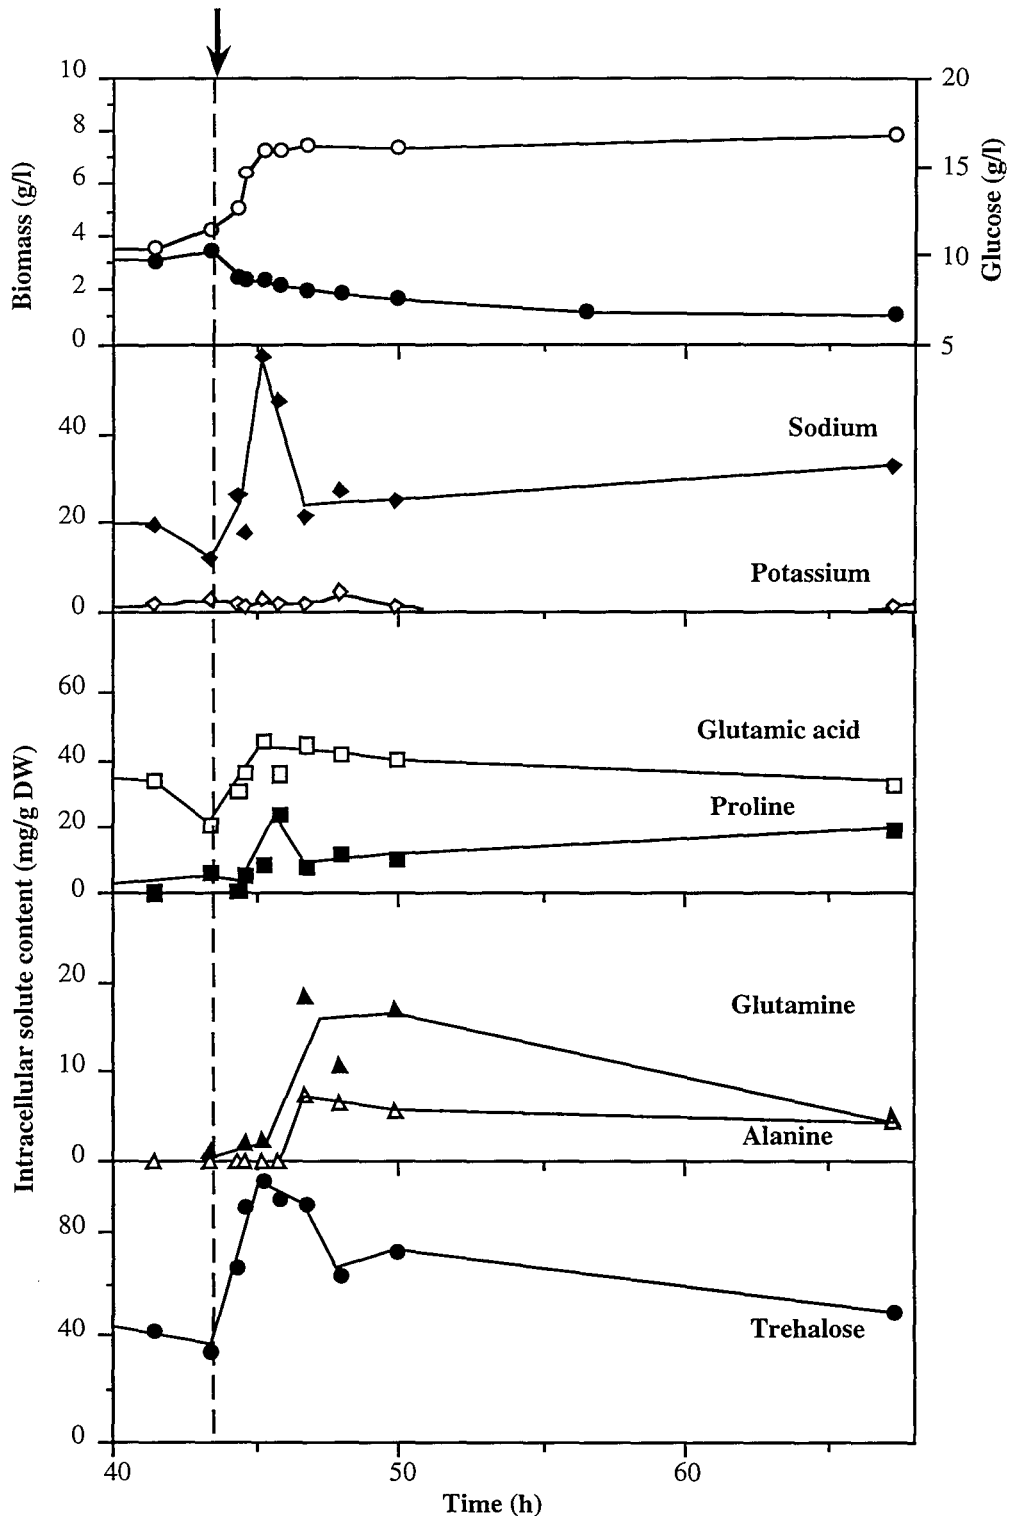 10
8
6
4
2
0
Biomass (g/l)
20
15
10
5
Glucose (g/l)
40
20
0
Sodium
Potassium
60
40
20
0
Glutamic acid
Proline
Intracellular solute content (mg/g DW)
20
10
0
Glutamine
Alanine
80
40
0
Trehalose
40
50
60
Time (h)